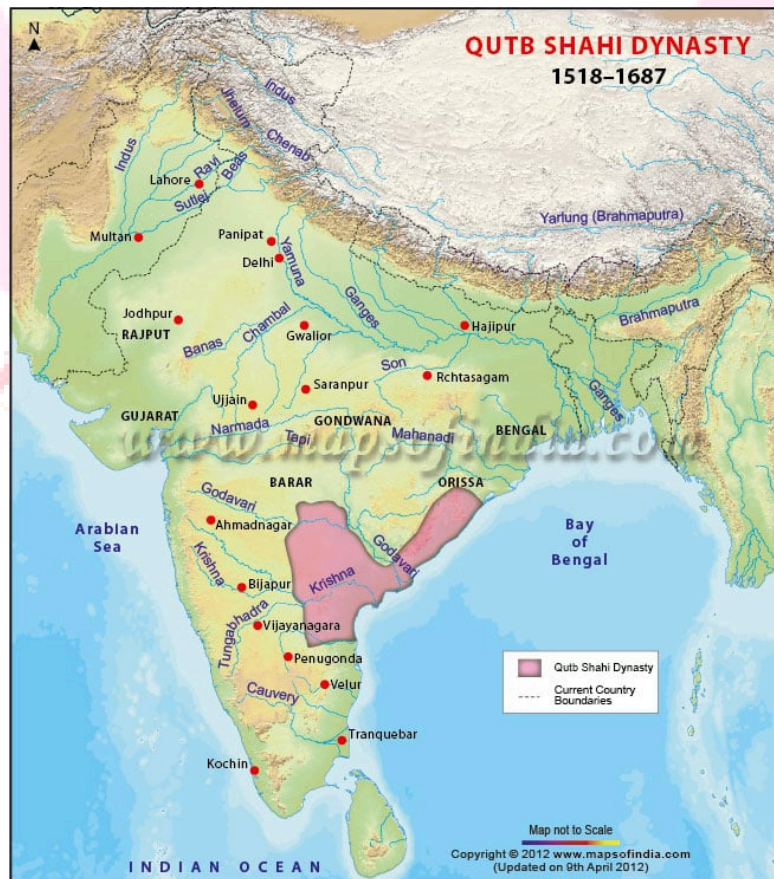 N
QUTB SHAHI DYNASTY
1518–1687
Indus
Jhelum
Indus
Chenab
Ravi
Beas
Lahore
Sutlej
Multan
Panipat
Delhi
Yamuna
Yarlung (Brahmaputra)
Jodhpur
RAJPUT
Banas
Chambal
Gwalior
Ganges
Hajipur
Brahmaputra
Son
Rchtasagam
Saranpur
Ujjain
Ganges
GUJARAT
Narmada
GONDWANA
Tapi
Mahanadi
BENGAL
www.mapsofindia.com
BARAR
ORISSA
Godavari
Ahmadnagar
Arabian
Sea
Bay
of
Bengal
Godavari
Krishna
Bijapur
Krishna
Tungabhadra
Vijayanagara
Penugonda
Velur
Cauvery
Qutb Shahi Dynasty
Current Country
Boundaries
Tranquebar
Kochin
Map not to Scale
Copyright © 2012 www.mapsofindia.com
(Updated on 9th April 2012)
INDIAN OCEAN